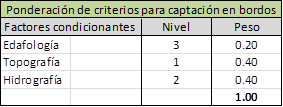 Ponderación de criterios para captación en bordos
Factores condicionantes Nivel Peso
Edafología 3 0.20
Topografía 1 0.40
Hidrografía 2 0.40
1.00